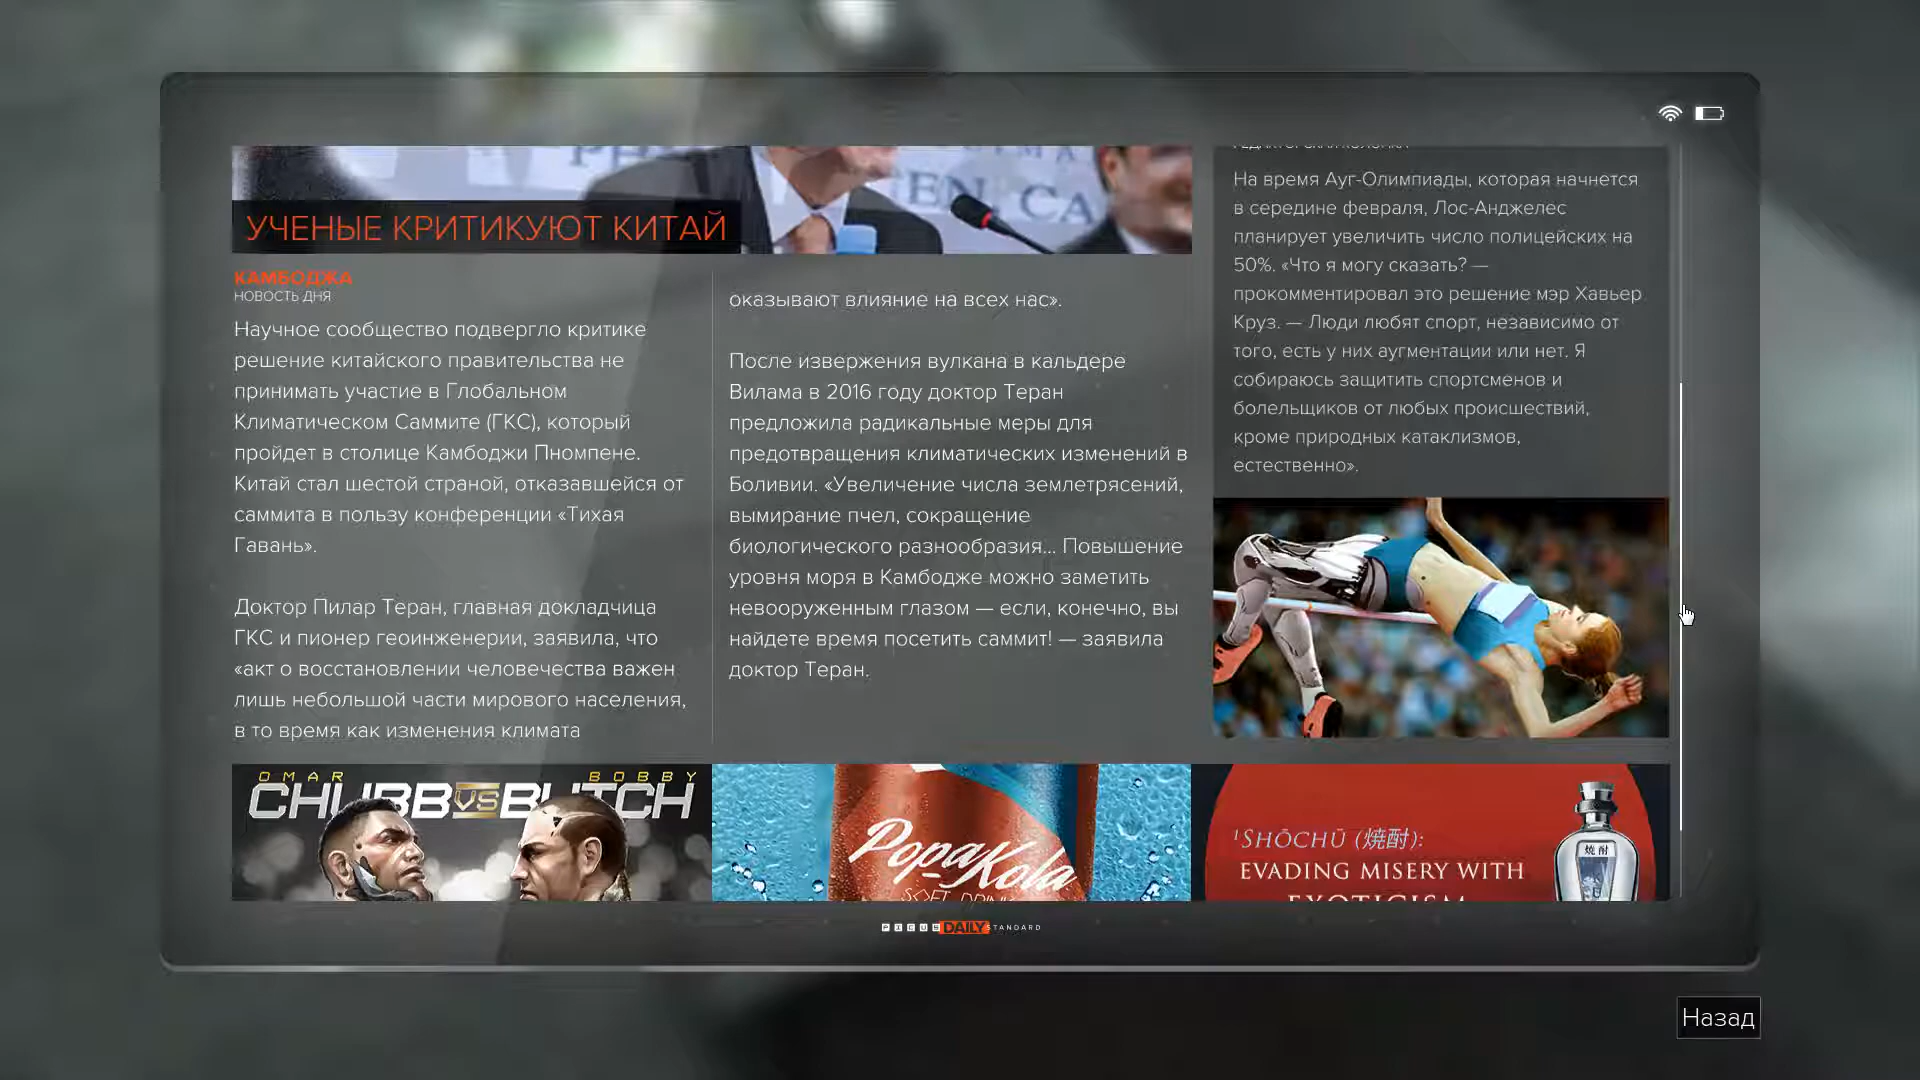 УЧЕНЫЕ КРИТИКУЮТ КИТАЙ
КАМБОДЖА
НОВОСТЬ ДНЯ
Научное сообщество подвергло критике
решение китайского правительства не
принимать участие в Глобальном
Климатическом Саммите (ГКС), который
пройдет в столице Камбоджи Пномпене.
Китай стал шестой страной, отказавшейся от
саммита в пользу конференции «Тихая
Гавань».
Доктор Пилар Теран, главная докладчица
ГКС и пионер геоинженерии, заявила, что
«акт о восстановлении человечества важен
лишь небольшой части мирового населения,
в то время как изменения климата
оказывают влияние на всех нас».
После извержения вулкана в кальдере
Вилама в 2016 году доктор Теран
предложила радикальные меры для
предотвращения климатических изменений в
Боливии. «Увеличение числа землетрясений,
вымирание пчел, сокращение
биологического разнообразия... Повышение
уровня моря в Камбодже можно заметить
невооруженным глазом — если, конечно, вы
найдете время посетить саммит! — заявила
доктор Теран.
На время Ауг-Олимпиады, которая начнется
в середине февраля, Лос-Анджелес
планирует увеличить число полицейских на
50%. «Что я могу сказать? —
прокомментировал это решение мэр Хавьер
Круз. — Люди любят спорт, независимо от
того, есть у них аугментации или нет. Я
собираюсь защитить спортсменов и
болельщиков от любых происшествий,
кроме природных катаклизмов,
естественно».
OMAR BOBBY
CHUBB VS BUTCH
Popa-Kola
SOFT DRINK
¹SHŌCHŪ (焼酎):
EVADING MISERY WITH
EXOTICISM
焼酎
PICUS DAILY STANDARD
Назад